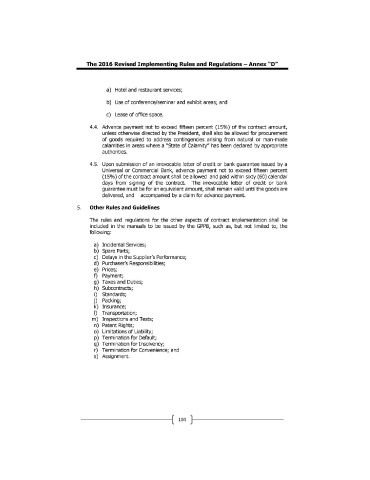 The 2016 Revised Implementing Rules and Regulations – Annex "D"
a) Hotel and restaurant services;
b) Use of conference/seminar and exhibit areas; and
c) Lease of office space.
4.4. Advance payment not to exceed fifteen percent (15%) of the contract amount,
unless otherwise directed by the President, shall also be allowed for procurement
of goods required to address contingencies arising from natural or man-made
calamities in areas where a "State of Calamity" has been declared by appropriate
authorities.
4.5. Upon submission of an irrevocable letter of credit or bank guarantee issued by a
Universal or Commercial Bank, advance payment not to exceed fifteen percent
(15%) of the contract amount shall be allowed and paid within sixty (60) calendar
days from signing of the contract. The irrevocable letter of credit or bank
guarantee must be for an equivalent amount, shall remain valid until the goods are
delivered, and accompanied by a claim for advance payment.
5. Other Rules and Guidelines
The rules and regulations for the other aspects of contract implementation shall be
included in the manuals to be issued by the GPPB, such as, but not limited to, the
following:
a) Incidental Services;
b) Spare Parts;
c) Delays in the Supplier's Performance;
d) Purchaser's Responsibilities;
e) Prices;
f) Payment;
g) Taxes and Duties;
h) Subcontracts;
i) Standards;
j) Packing;
k) Insurance;
l) Transportation;
m) Inspections and Tests;
n) Patent Rights;
o) Limitations of Liability;
p) Termination for Default;
q) Termination for Insolvency;
r) Termination for Convenience; and
s) Assignment.